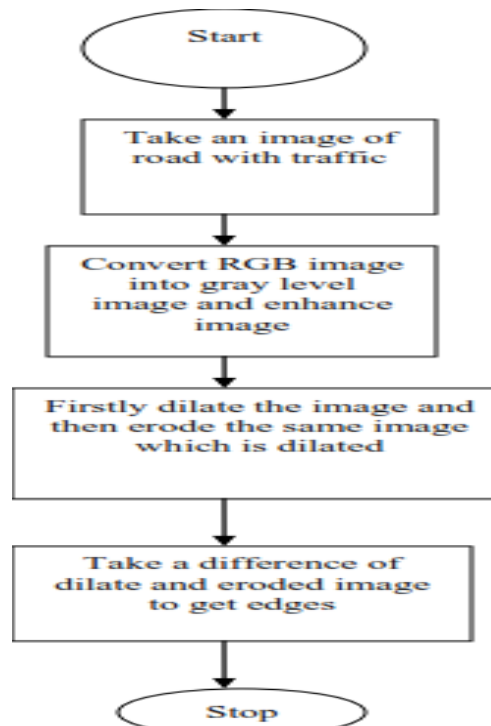 Start
Take an image of
road with traffic
Convert RGB image
into gray level
image and enhance
image
Firstly dilate the image and
then erode the same image
which is dilated
Take a difference of
dilate and eroded image
to get edges
Stop